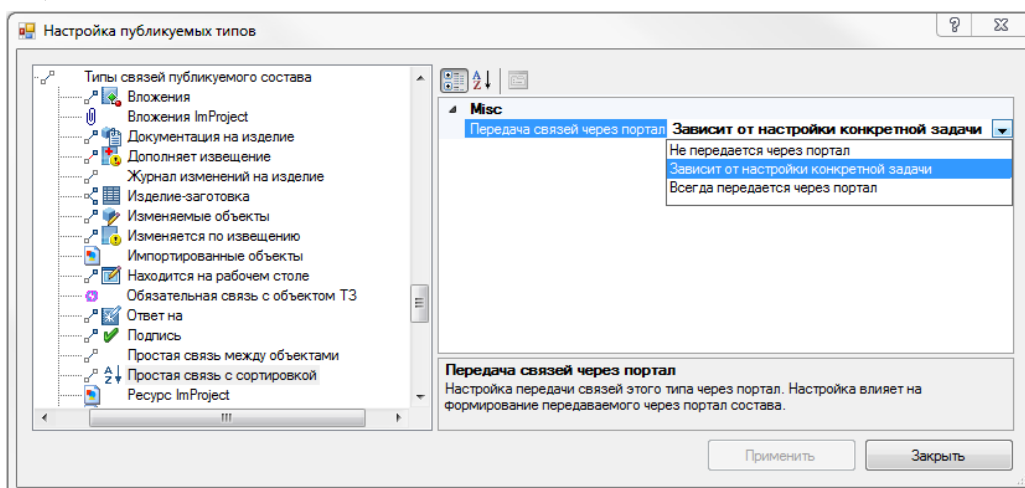 Настройка публикуемых типов
Типы связей публикуемого состава
Вложения
Вложения ImProject
Документация на изделие
Дополняет извещение
Журнал изменений на изделие
Изделие-заготовка
Изменяемые объекты
Изменяется по извещению
Импортированные объекты
Находится на рабочем столе
Обязательная связь с объектом ТЗ
Ответ на
Подпись
Простая связь между объектами
Простая связь с сортировкой
Ресурс ImProject
Misc
Передача связей через портал Зависит от настройки конкретной задачи
Не передается через портал
Зависит от настройки конкретной задачи
Всегда передается через портал
Передача связей через портал
Настройка передачи связей этого типа через портал. Настройка влияет на
формирование передаваемого через портал состава.
Применить
Закрыть